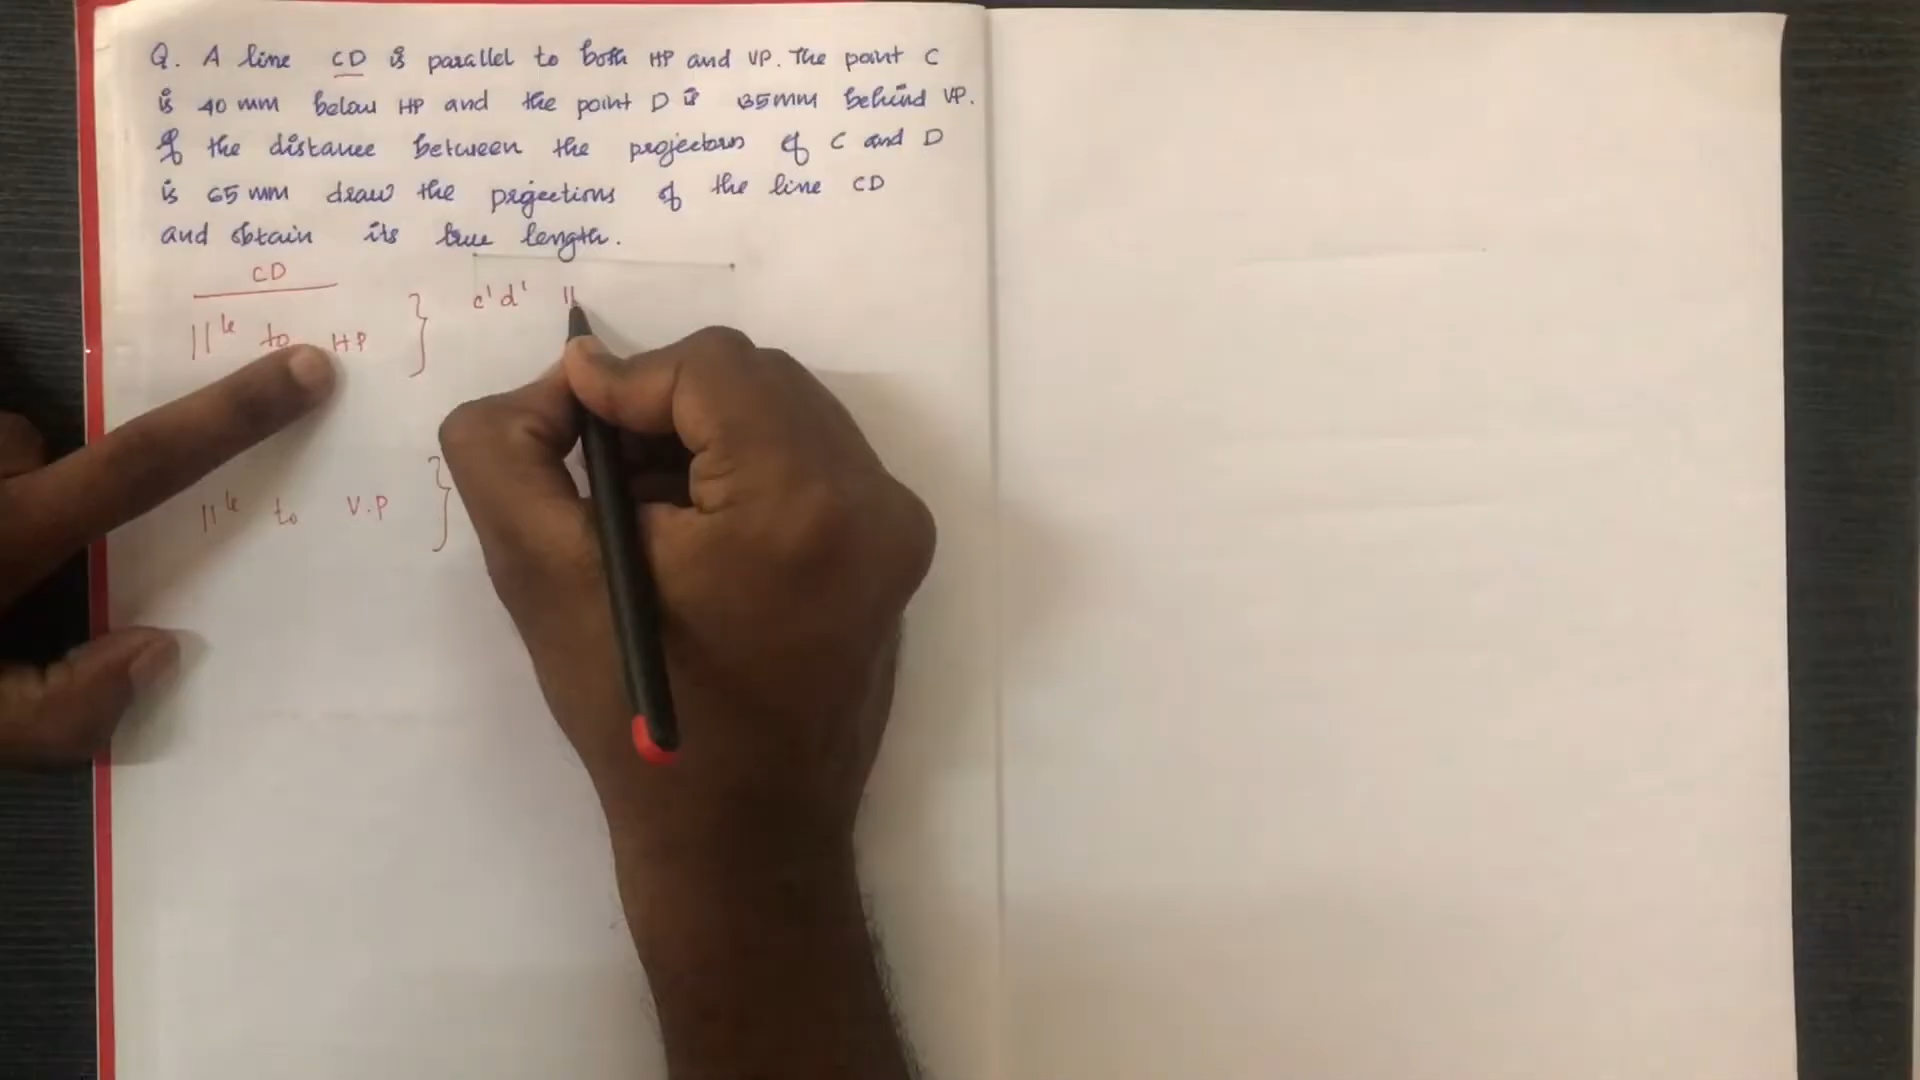 Q. A line CD is parallel to both HP and VP. The point C
is 40 mm below HP and the point D is 35mm behind VP.
If the distance between the projectors of C and D
is 65 mm draw the projections of the line CD
and obtain its true length.
CD
||le to HP } c'd' ||
||le to V.P }